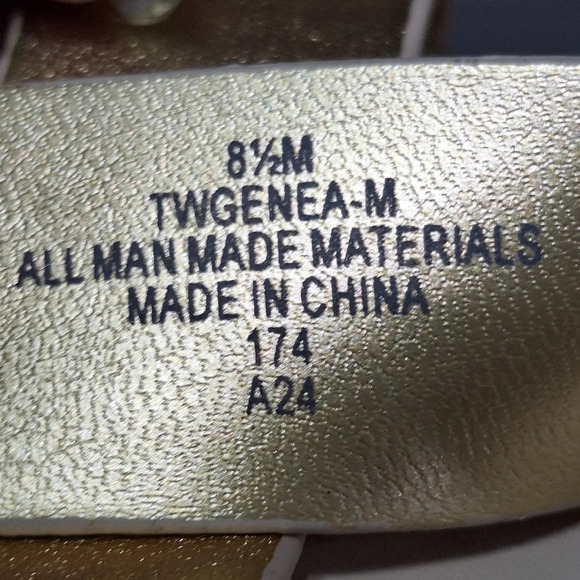 8½M
TWGENEA-M
ALL MAN MADE MATERIALS
MADE IN CHINA
174
A24